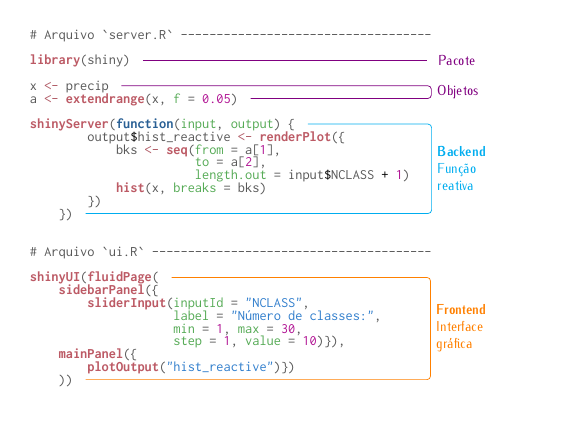 # Arquivo `server.R` -----------------------------------
library(shiny)
Pacote
x <- precip
a <- extendrange(x, f = 0.05)
Objetos
shinyServer(function(input, output) {
output$hist_reactive <- renderPlot({
bks <- seq(from = a[1],
to = a[2],
length.out = input$NCLASS + 1)
hist(x, breaks = bks)
})
})
Backend
Função
reativa
# Arquivo `ui.R` ---------------------------------------
shinyUI(fluidPage(
sidebarPanel({
sliderInput(inputId = "NCLASS",
label = "Número de classes:",
min = 1, max = 30,
step = 1, value = 10)}),
mainPanel({
plotOutput("hist_reactive")})
))
Frontend
Interface
gráfica